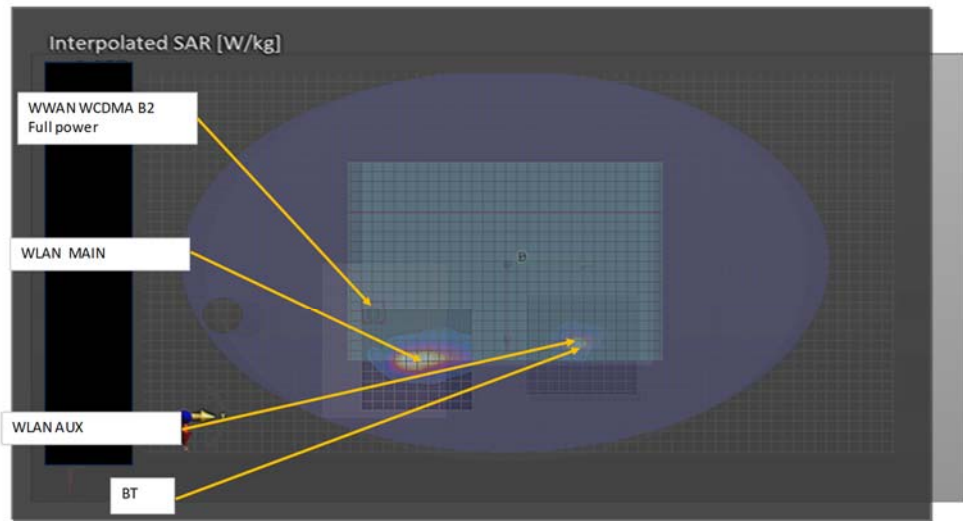 Interpolated SAR [W/kg]
WWAN WCDMA B2
Full power
WLAN MAIN
B
WLAN AUX
BT